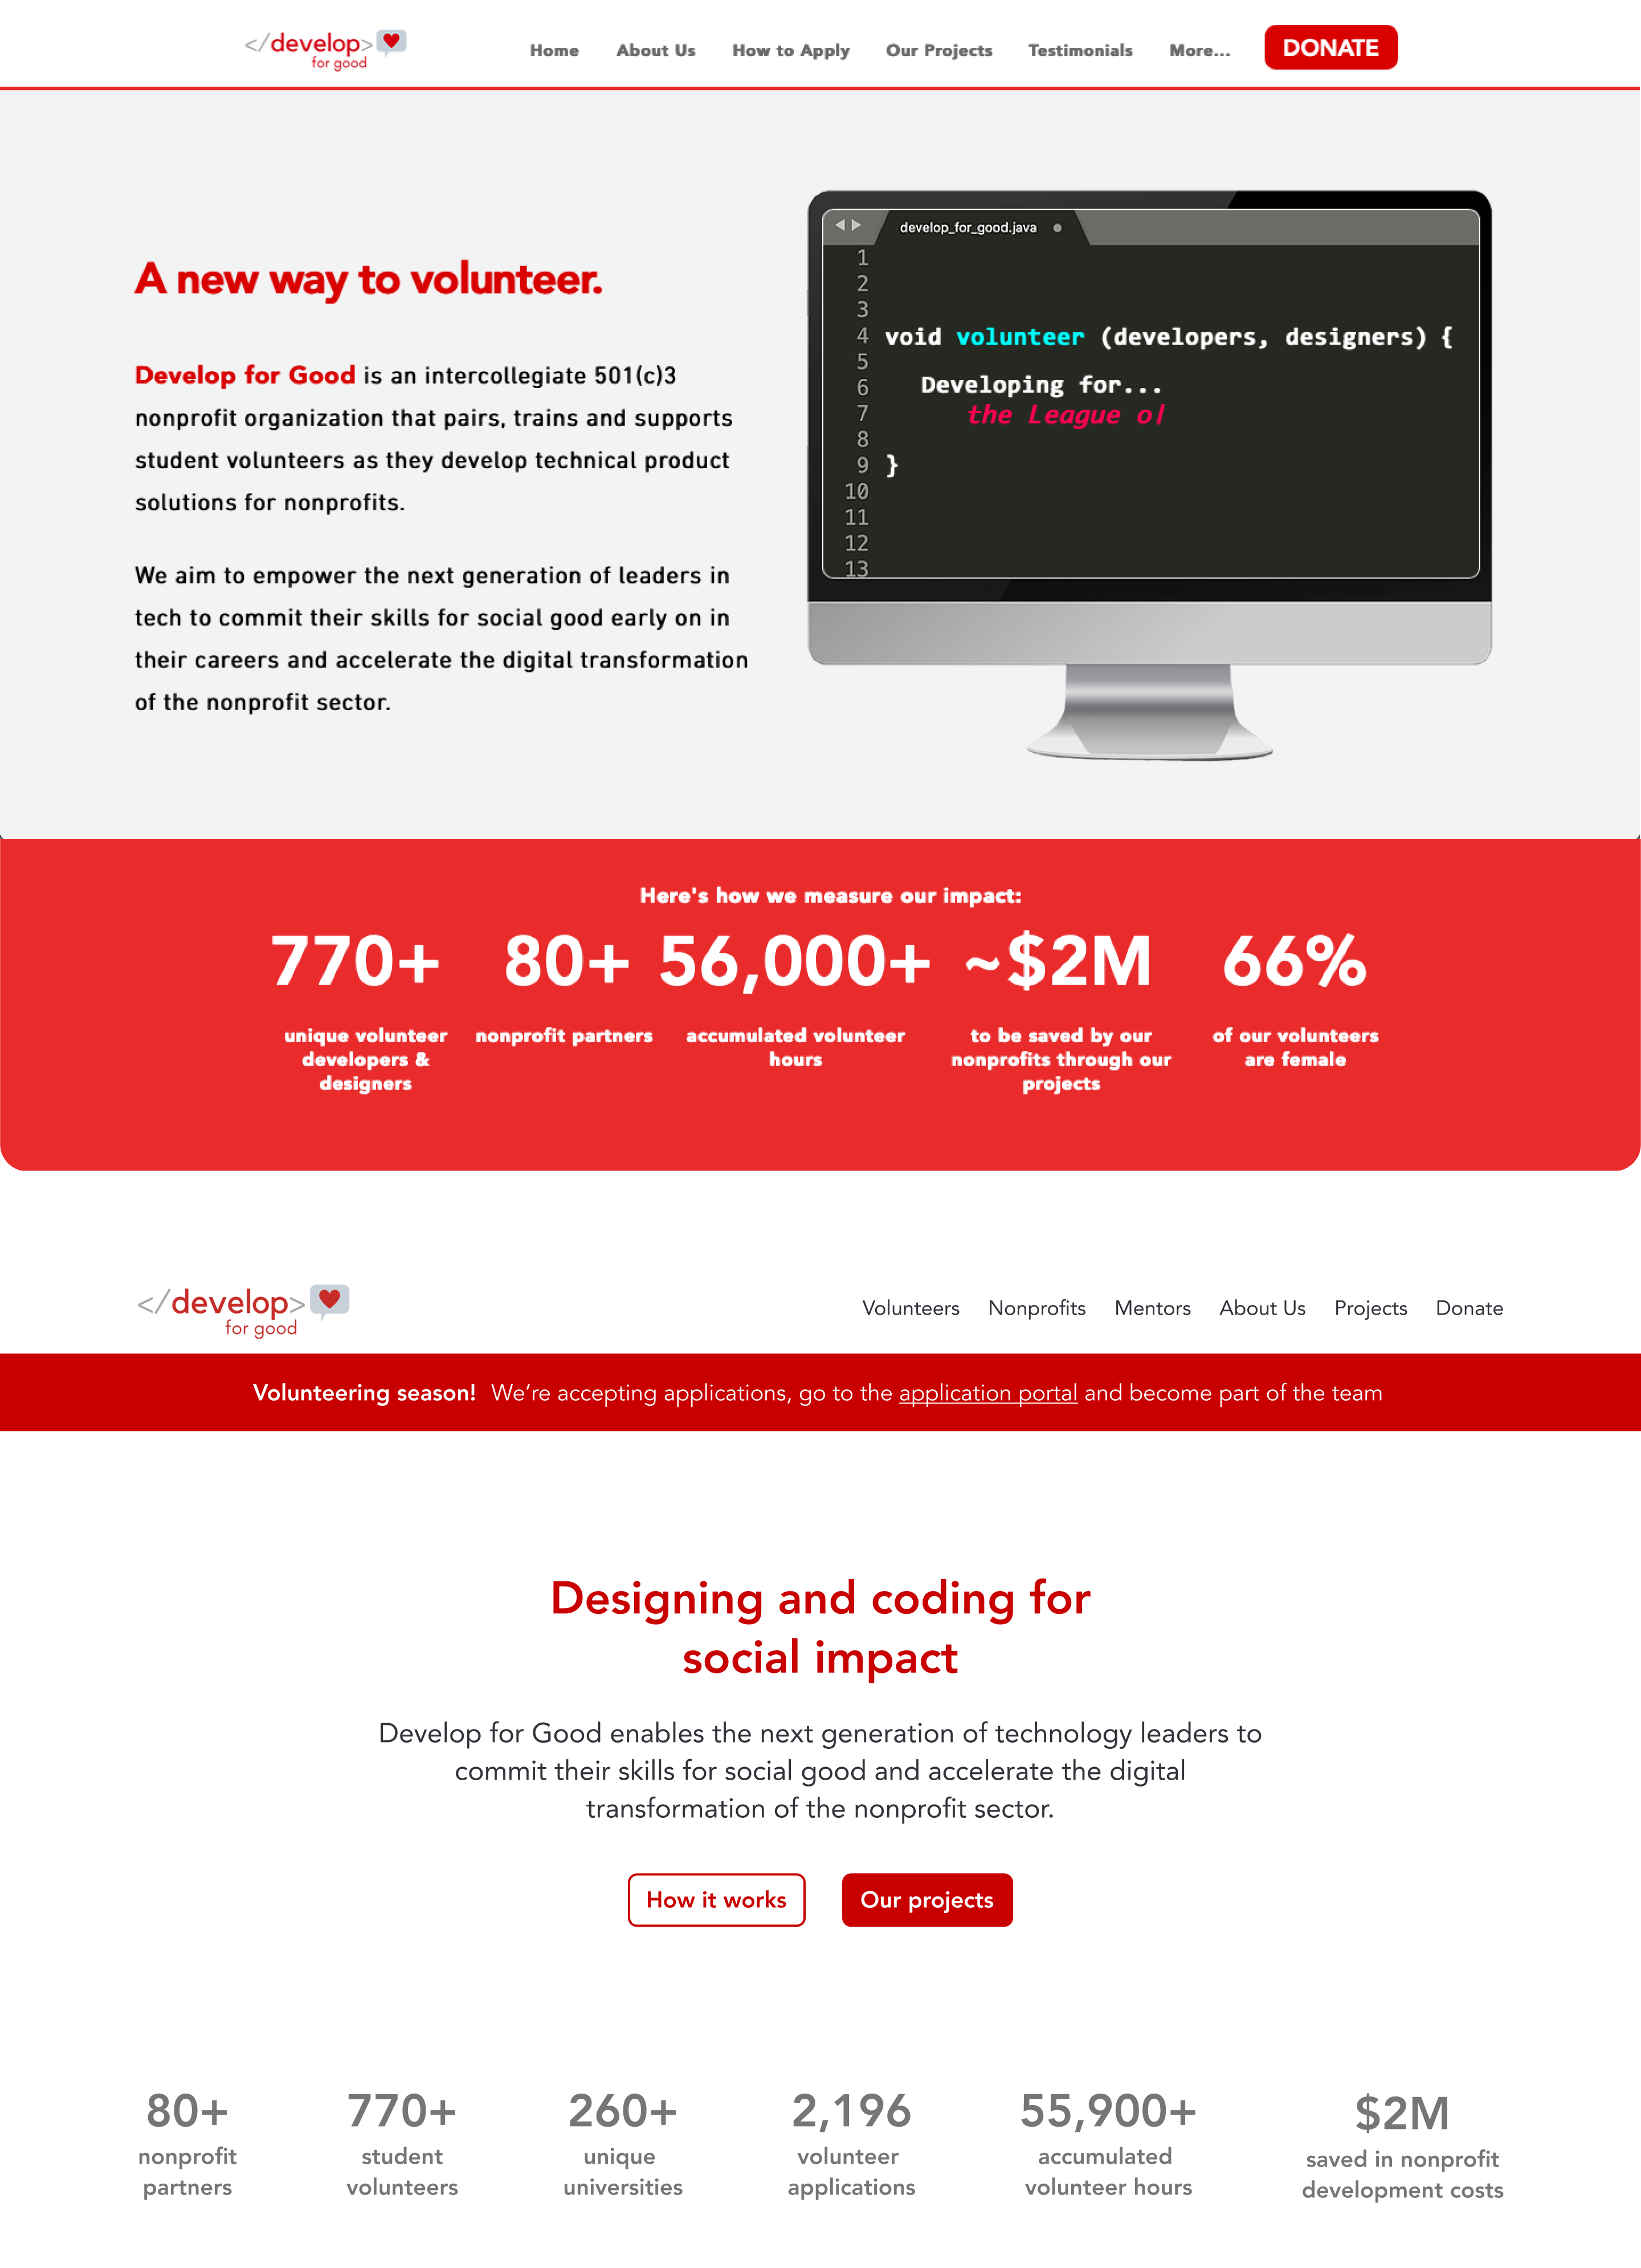 </develop>
for good
Home About Us How to Apply Our Projects Testimonials More... DONATE
A new way to volunteer.
Develop for Good is an intercollegiate 501(c)3
nonprofit organization that pairs, trains and supports
student volunteers as they develop technical product
solutions for nonprofits.
We aim to empower the next generation of leaders in
tech to commit their skills for social good early on in
their careers and accelerate the digital transformation
of the nonprofit sector.
develop_for_good.java
1
2
3
4 void volunteer (developers, designers) {
5
6 Developing for...
7 the League o|
8
9 }
10
11
12
13
Here's how we measure our impact:
770+ 80+ 56,000+ ~$2M 66%
unique volunteer
developers &
designers
nonprofit partners
accumulated volunteer
hours
to be saved by our
nonprofits through our
projects
of our volunteers
are female
</develop>
for good
Volunteers Nonprofits Mentors About Us Projects Donate
Volunteering season! We’re accepting applications, go to the application portal and become part of the team
Designing and coding for
social impact
Develop for Good enables the next generation of technology leaders to
commit their skills for social good and accelerate the digital
transformation of the nonprofit sector.
How it works Our projects
80+
nonprofit
partners
770+
student
volunteers
260+
unique
universities
2,196
volunteer
applications
55,900+
accumulated
volunteer hours
$2M
saved in nonprofit
development costs